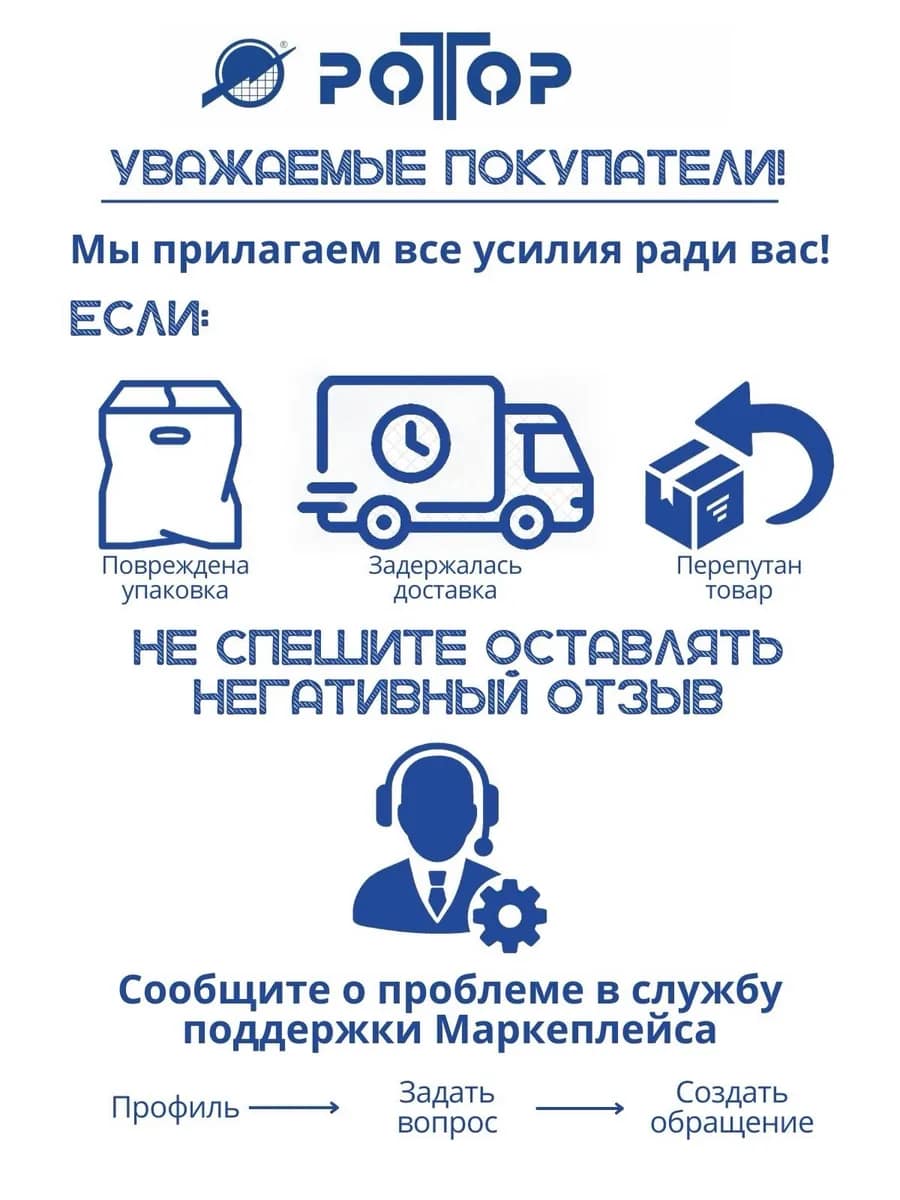 ®
РОТОР
УВАЖАЕМЫЕ ПОКУПАТЕЛИ!
Мы прилагаем все усилия ради вас!
ЕСЛИ:
Повреждена
упаковка
Задержалась
доставка
Перепутан
товар
НЕ СПЕШИТЕ ОСТАВЛЯТЬ
НЕГАТИВНЫЙ ОТЗЫВ
Сообщите о проблеме в службу
поддержки Маркеплейса
Профиль
Задать
вопрос
Создать
обращение